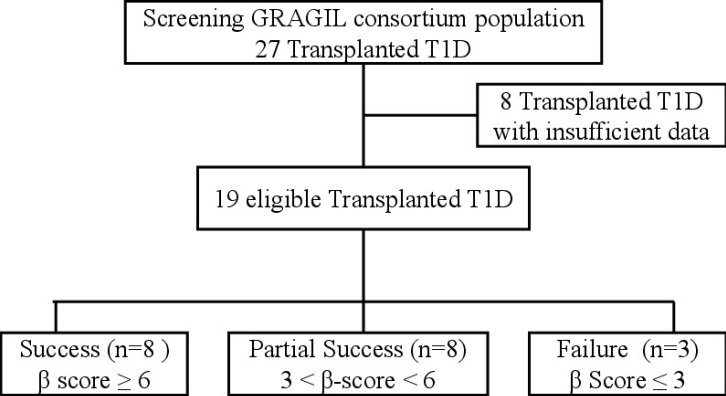 Screening GRAGIL consortium population
27 Transplanted T1D
8 Transplanted T1D
with insufficient data
19 eligible Transplanted T1D
Success (n=8 )
β score ≥ 6
Partial Success (n=8)
3 < β-score < 6
Failure (n=3)
β Score ≤ 3